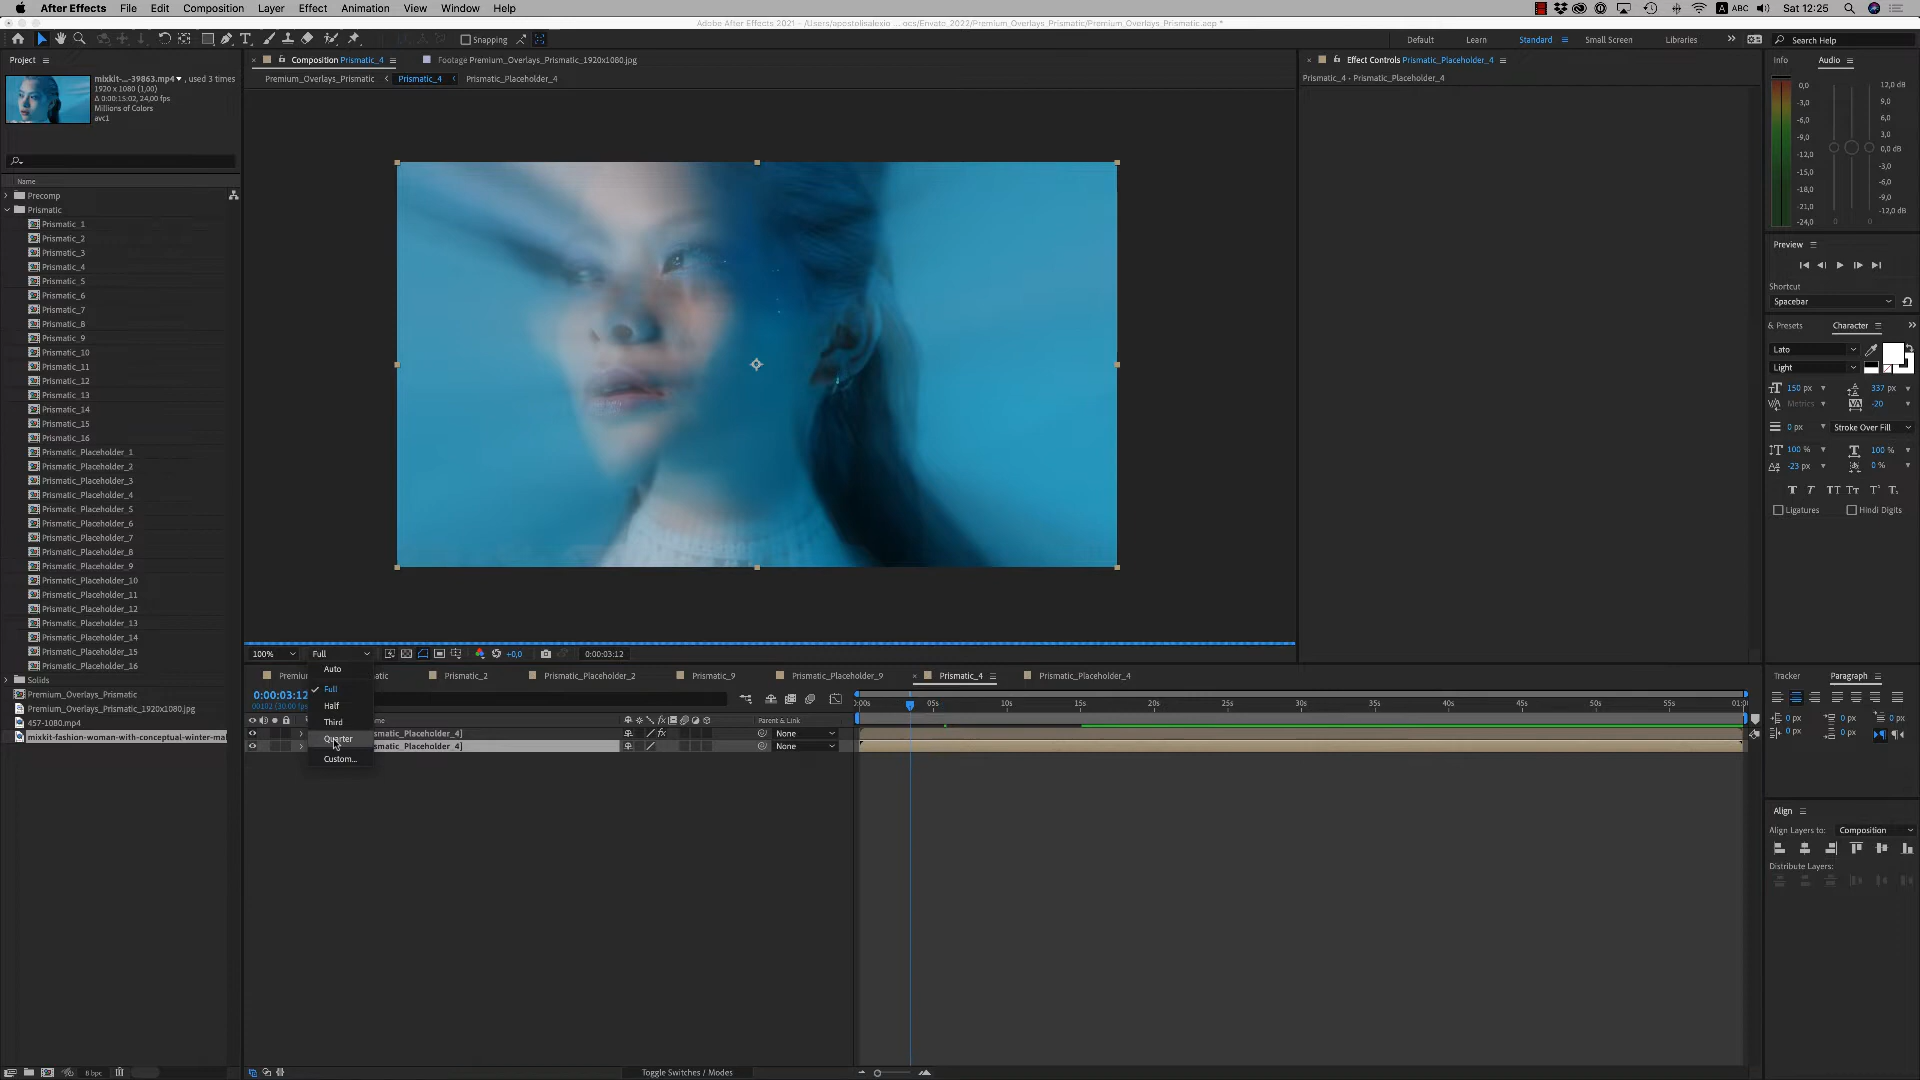 After Effects File Edit Composition Layer Effect Animation View Window Help
ABC Sat 12:25
Adobe After Effects 2021 - /Users/apostolisalexio ... ocs/Envato_2022/Premium_Overlays_Prismatic/Premium_Overlays_Prismatic.aep *
Snapping
Default Learn Standard Small Screen Libraries Search Help
Project
Composition Prismatic_4
Footage Premium_Overlays_Prismatic_1920x1080.jpg
Effect Controls Prismatic_Placeholder_4
Info Audio
Premium_Overlays_Prismatic Prismatic_4 Prismatic_Placeholder_4
Prismatic_4 • Prismatic_Placeholder_4
mixkit-...-39863.mp4 , used 3 times
1920 x 1080 (1,00)
Δ 0:00:15:02, 24,00 fps
Millions of Colors
avc1
0,0 12,0 dB
-3,0 9,0
-6,0 6,0
-9,0 3,0
-12,0 0,0 dB
-15,0 -3,0
-18,0 -6,0
-21,0 -9,0
-24,0 -12,0 dB
Name
Precomp
Prismatic
Prismatic_1
Prismatic_2
Prismatic_3
Prismatic_4
Prismatic_5
Prismatic_6
Prismatic_7
Prismatic_8
Prismatic_9
Prismatic_10
Prismatic_11
Prismatic_12
Prismatic_13
Prismatic_14
Prismatic_15
Prismatic_16
Prismatic_Placeholder_1
Prismatic_Placeholder_2
Prismatic_Placeholder_3
Prismatic_Placeholder_4
Prismatic_Placeholder_5
Prismatic_Placeholder_6
Prismatic_Placeholder_7
Prismatic_Placeholder_8
Prismatic_Placeholder_9
Prismatic_Placeholder_10
Prismatic_Placeholder_11
Prismatic_Placeholder_12
Prismatic_Placeholder_13
Prismatic_Placeholder_14
Prismatic_Placeholder_15
Prismatic_Placeholder_16
Solids
Premium_Overlays_Prismatic
Premium_Overlays_Prismatic_1920x1080.jpg
457-1080.mp4
mixkit-fashion-woman-with-conceptual-winter-mal
8 bpc
Preview
Shortcut
Spacebar
& Presets Character
Lato
Light
150 px 337 px
Metrics -20
0 px Stroke Over Fill
100 % 100 %
-23 px 0 %
Ligatures Hindi Digits
100% Full +0,0 0:00:03:12
Auto
Full
Half
Third
Quarter
Custom...
Premi atic Prismatic_2 Prismatic_Placeholder_2 Prismatic_9 Prismatic_Placeholder_9 Prismatic_4 Prismatic_Placeholder_4
0:00:03:12
00102 (30.00 fps
:00s 05s 10s 15s 20s 25s 30s 35s 40s 45s 50s 55s 01:0
ame Parent & Link
smatic_Placeholder_4] None
smatic_Placeholder_4] None
Toggle Switches / Modes
Tracker Paragraph
0 px 0 px 0 px
0 px 0 px
Align
Align Layers to: Composition
Distribute Layers: